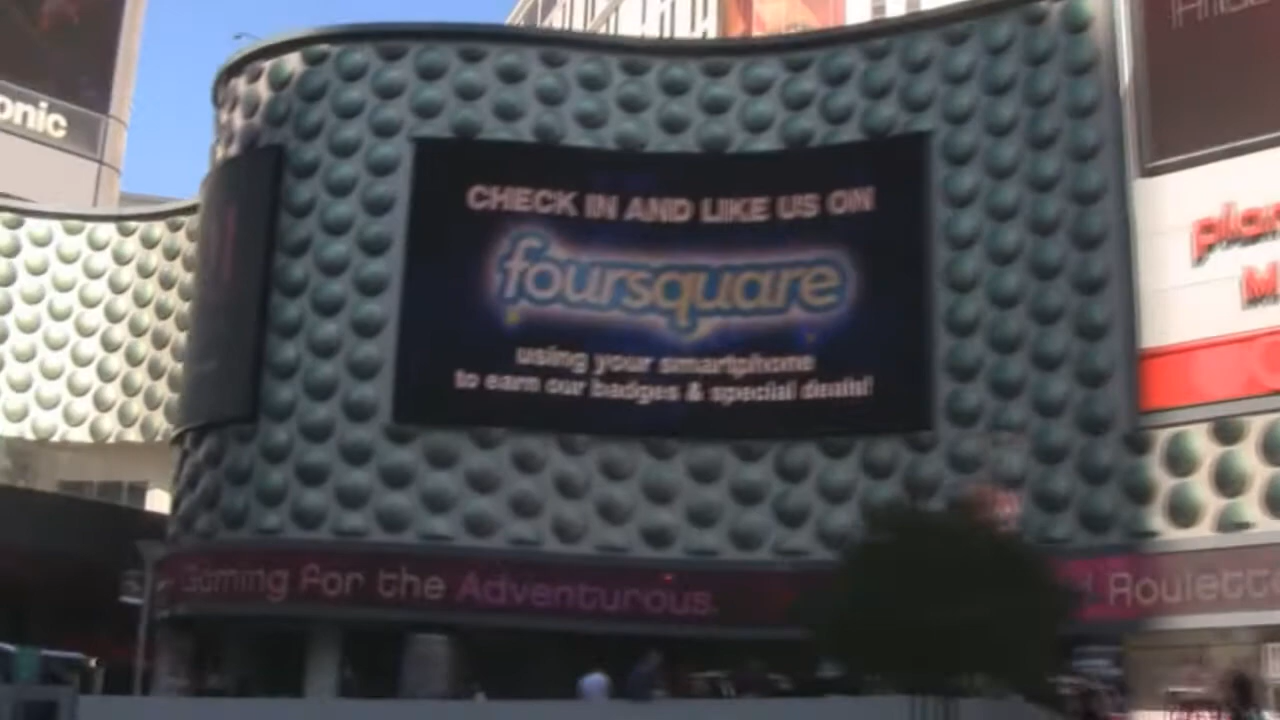 onic
CHECK IN AND LIKE US ON
foursquare
using your smartphone
to earn our badges & special deals!
plan
M
Gaming for the Adventurous.
Roulette